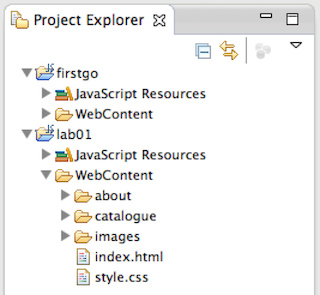 Project Explorer
firstgo
JavaScript Resources
WebContent
lab01
JavaScript Resources
WebContent
about
catalogue
images
index.html
style.css